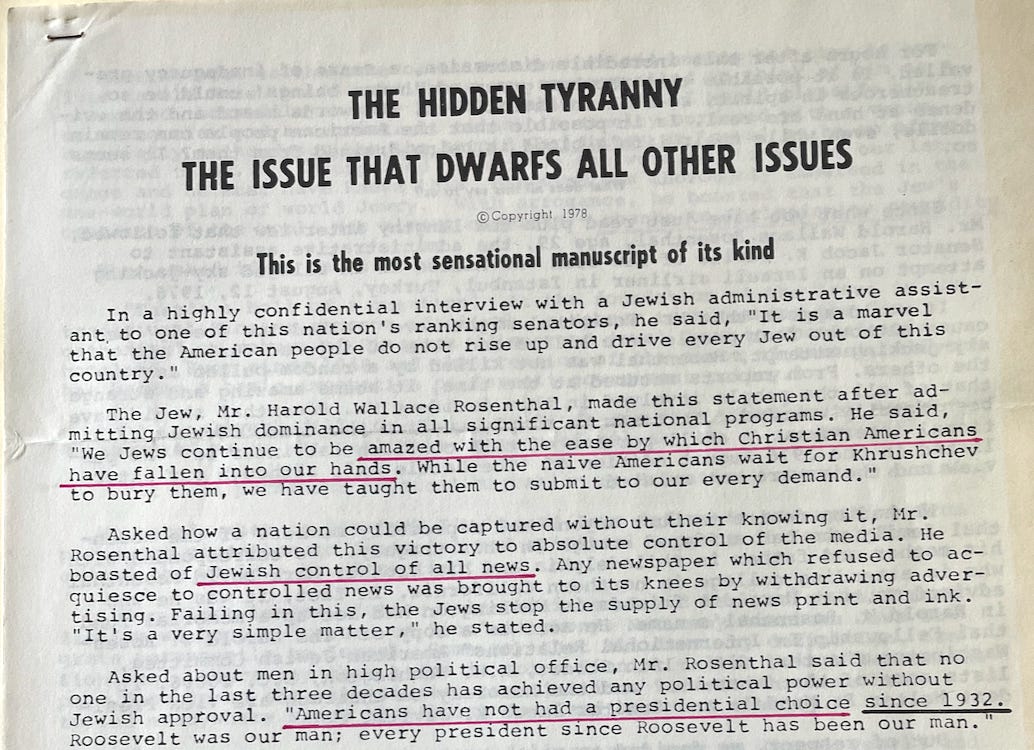 THE HIDDEN TYRANNY
THE ISSUE THAT DWARFS ALL OTHER ISSUES
©Copyright 1978
This is the most sensational manuscript of its kind
In a highly confidential interview with a Jewish administrative assist-
ant to one of this nation's ranking senators, he said, "It is a marvel
that the American people do not rise up and drive every Jew out of this
country."
The Jew, Mr. Harold Wallace Rosenthal, made this statement after ad-
mitting Jewish dominance in all significant national programs. He said,
"We Jews continue to be amazed with the ease by which Christian Americans
have fallen into our hands. While the naive Americans wait for Khrushchev
to bury them, we have taught them to submit to our every demand."
Asked how a nation could be captured without their knowing it, Mr.
Rosenthal attributed this victory to absolute control of the media. He
boasted of Jewish control of all news. Any newspaper which refused to ac-
quiesce to controlled news was brought to its knees by withdrawing adver-
tising. Failing in this, the Jews stop the supply of news print and ink.
"It's a very simple matter," he stated.
Asked about men in high political office, Mr. Rosenthal said that no
one in the last three decades has achieved any political power without
Jewish approval. "Americans have not had a presidential choice since 1932.
Roosevelt was our man; every president since Roosevelt has been our man."